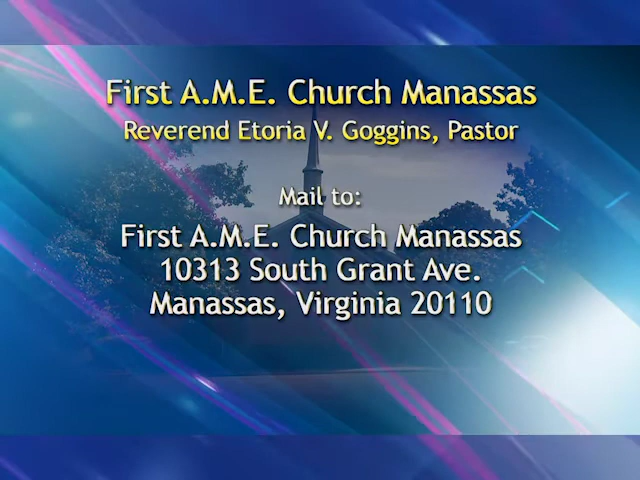 First A.M.E. Church Manassas
Reverend Etoria V. Goggins, Pastor
Mail to:
First A.M.E. Church Manassas
10313 South Grant Ave.
Manassas, Virginia 20110